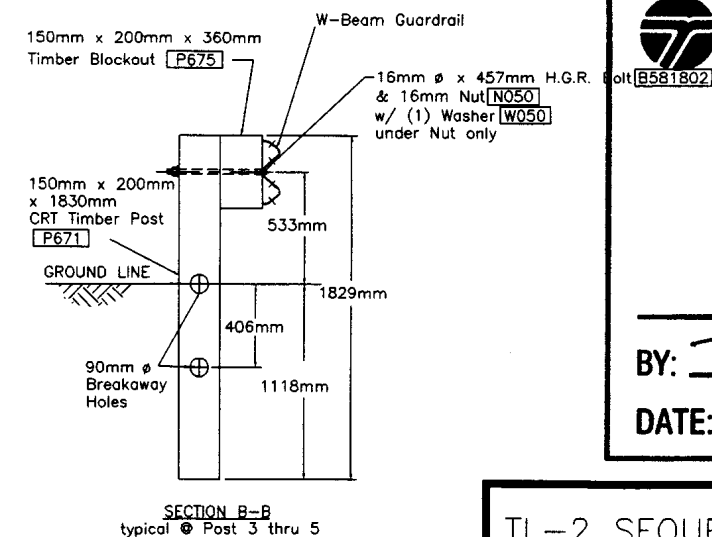 W-Beam Guardrail
150mm x 200mm x 360mm
Timber Blockout P675
16mm ø x 457mm H.G.R. Bolt B581802
& 16mm Nut N050
w/ (1) Washer W050
under Nut only
150mm x 200mm
x 1830mm
CRT Timber Post
P671
533mm
GROUND LINE
1829mm
406mm
90mm ø
Breakaway
Holes
1118mm
SECTION B-B
typical @ Post 3 thru 5
BY:
DATE:
TL-2